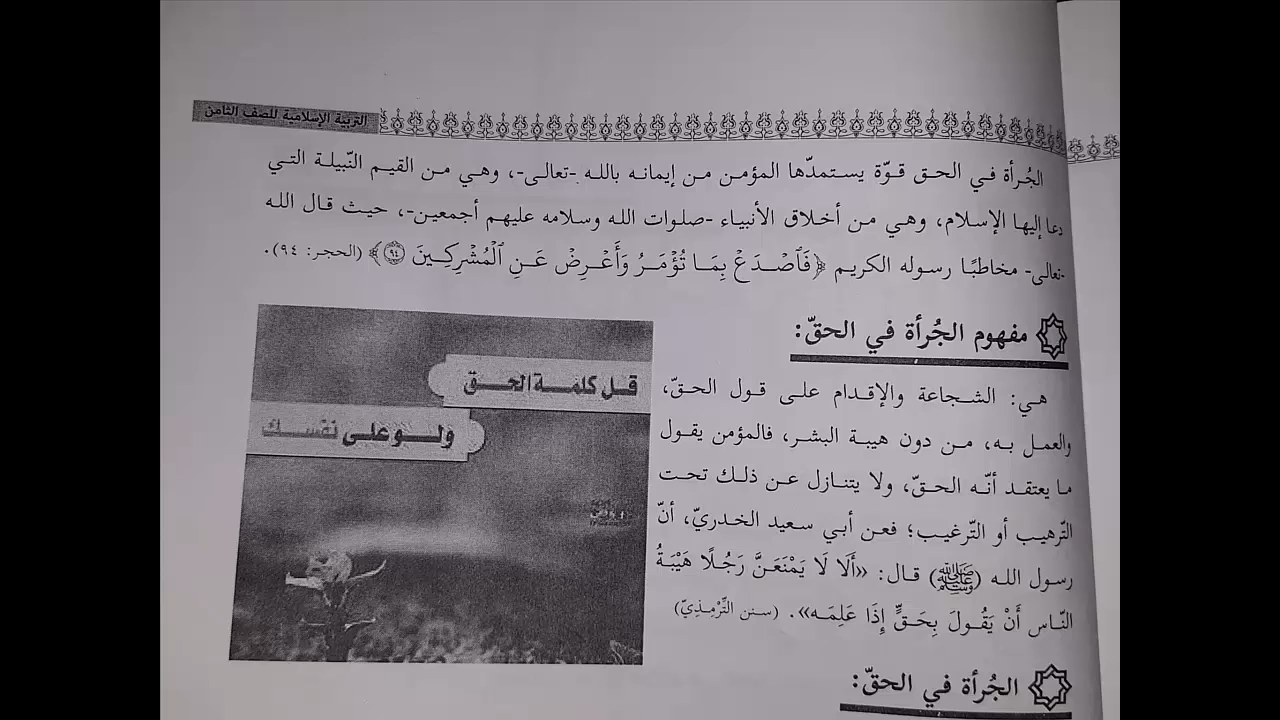 التربية الإسلامية للصف الثامن
الجُرأة في الحق قوّة يستمدّها المؤمن من إيمانه بالله -تعالى-، وهي من القيم النّبيلة التي
دعا إليها الإسلام، وهي من أخلاق الأنبياء -صلوات الله وسلامه عليهم أجمعين-، حيث قال الله
-تعالى- مخاطبًا رسوله الكريم ﴿فَٱصۡدَعۡ بِمَا تُؤۡمَرُ وَأَعۡرِضۡ عَنِ ٱلۡمُشۡرِكِينَ ٩٤﴾ (الحجر: ٩٤).
مفهوم الجُرأة في الحقّ:
هي: الشجاعة والإقدام على قول الحقّ،
والعمل به، من دون هيبة البشر، فالمؤمن يقول
ما يعتقد أنّه الحقّ، ولا يتنازل عن ذلك تحت
التّرهيب أو التّرغيب؛ فعن أبي سعيد الخدريّ، أنّ
رسول الله (ﷺ) قال: «أَلَا لَا يَمْنَعَنَّ رَجُلًا هَيْبَةُ
النّاس أَنْ يَقُولَ بِحَقٍّ إِذَا عَلِمَه». (سنن التِّرْمِذِيّ)
قل كلمة الحق
ولو على نفسك
الجُرأة في الحقّ: